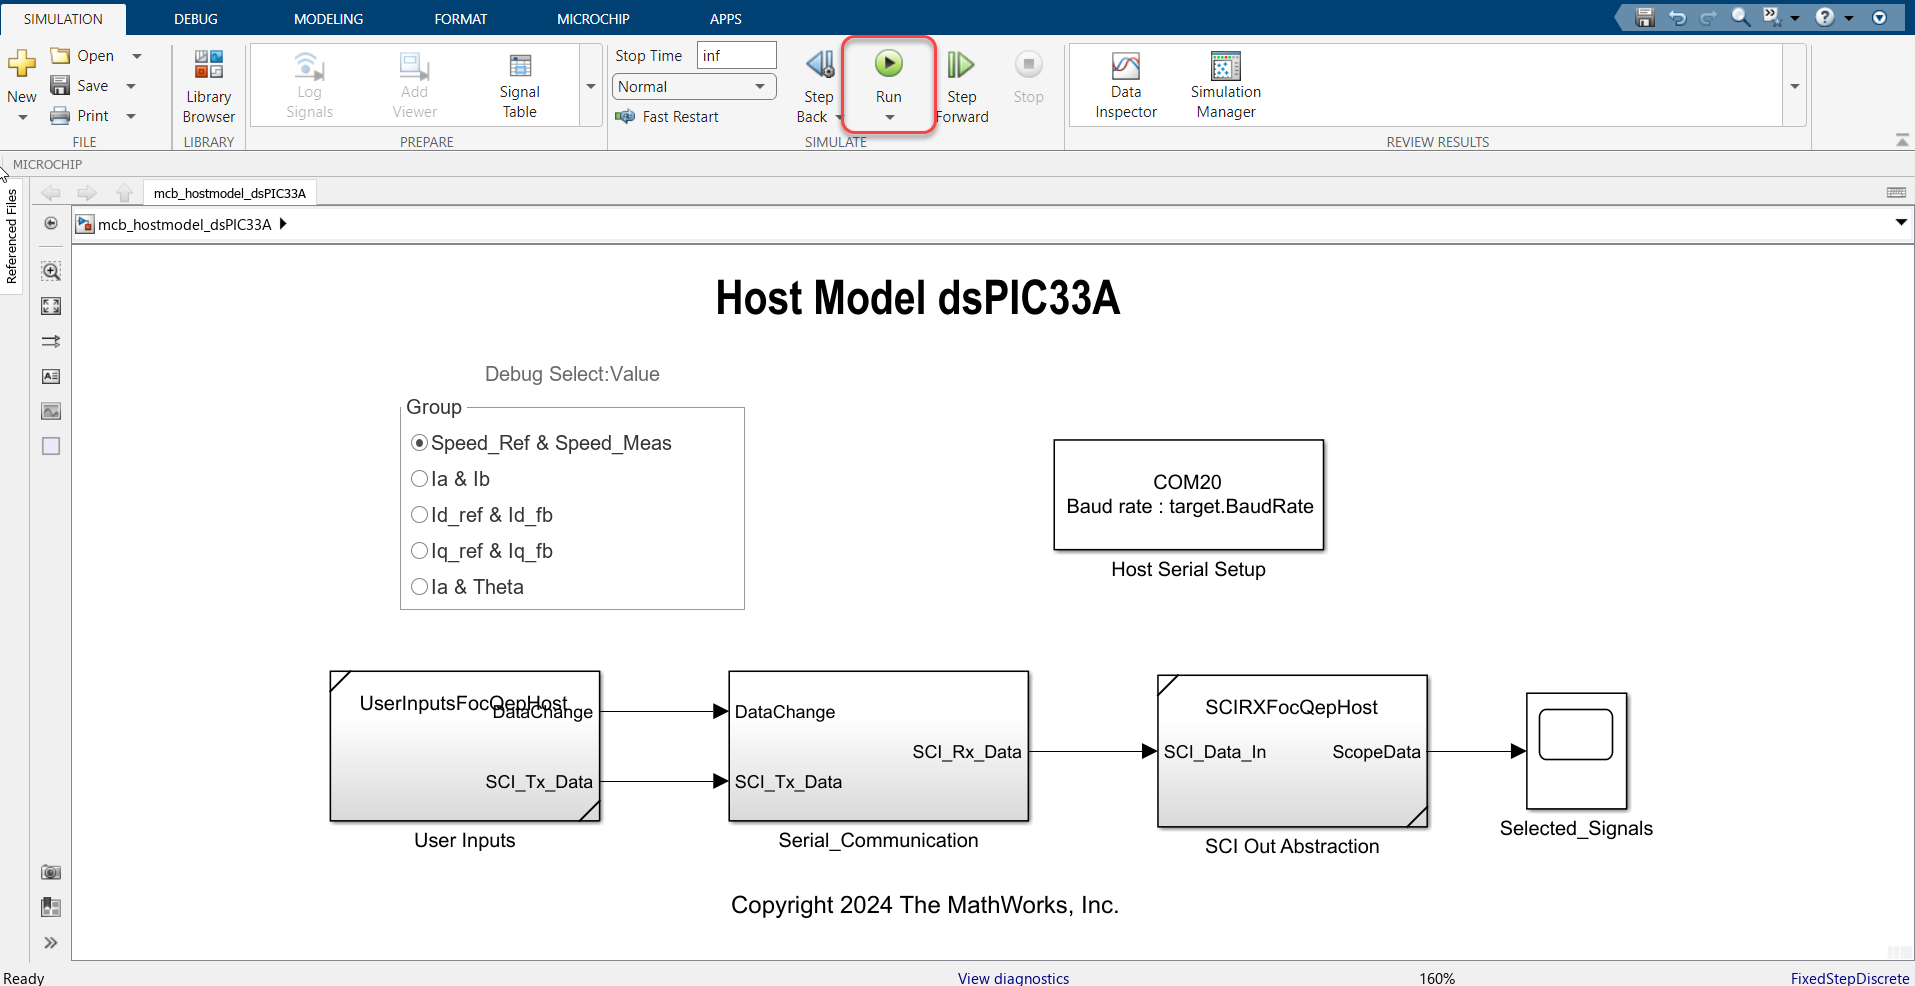 SIMULATION DEBUG MODELING FORMAT MICROCHIP APPS
New
Open
Save
Print
FILE
Library
Browser
LIBRARY
Log
Signals
Add
Viewer
Signal
Table
PREPARE
Stop Time inf
Normal
Fast Restart
Step
Back
Run
Step
Forward
Stop
SIMULATE
Data
Inspector
Simulation
Manager
REVIEW RESULTS
MICROCHIP
Referenced Files
mcb_hostmodel_dsPIC33A
mcb_hostmodel_dsPIC33A
Host Model dsPIC33A
Debug Select:Value
Group
Speed_Ref & Speed_Meas
Ia & Ib
Id_ref & Id_fb
Iq_ref & Iq_fb
Ia & Theta
COM20
Baud rate : target.BaudRate
Host Serial Setup
UserInputsFocQepHost
DataChange
SCI_Tx_Data
User Inputs
DataChange
SCI_Rx_Data
SCI_Tx_Data
Serial_Communication
SCIRXFocQepHost
SCI_Data_In ScopeData
SCI Out Abstraction
Selected_Signals
Copyright 2024 The MathWorks, Inc.
Ready View diagnostics 160% FixedStepDiscrete